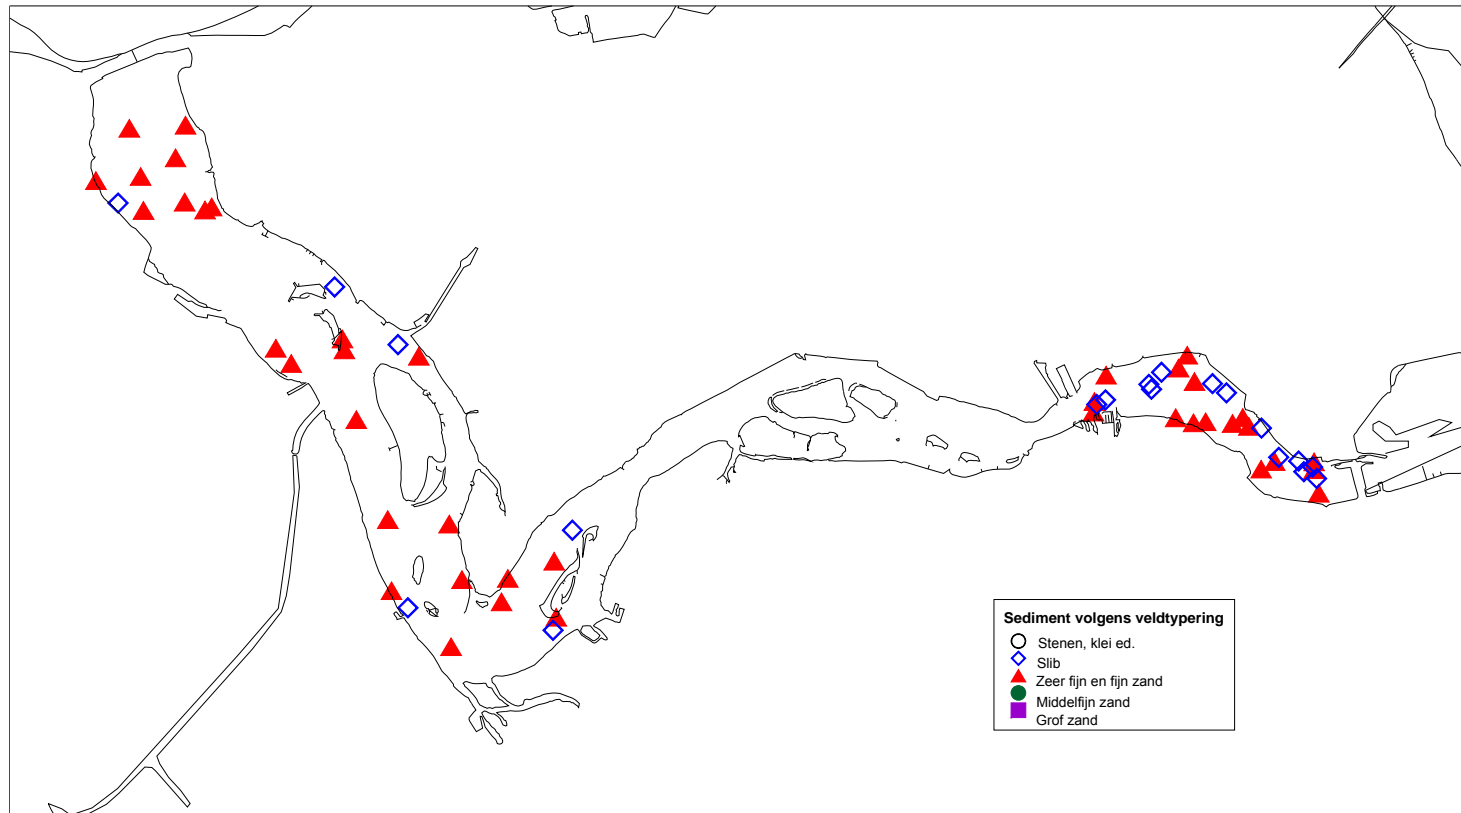 Sediment volgens veldtypering
Stenen, klei ed.
Slib
Zeer fijn en fijn zand
Middelfijn zand
Grof zand